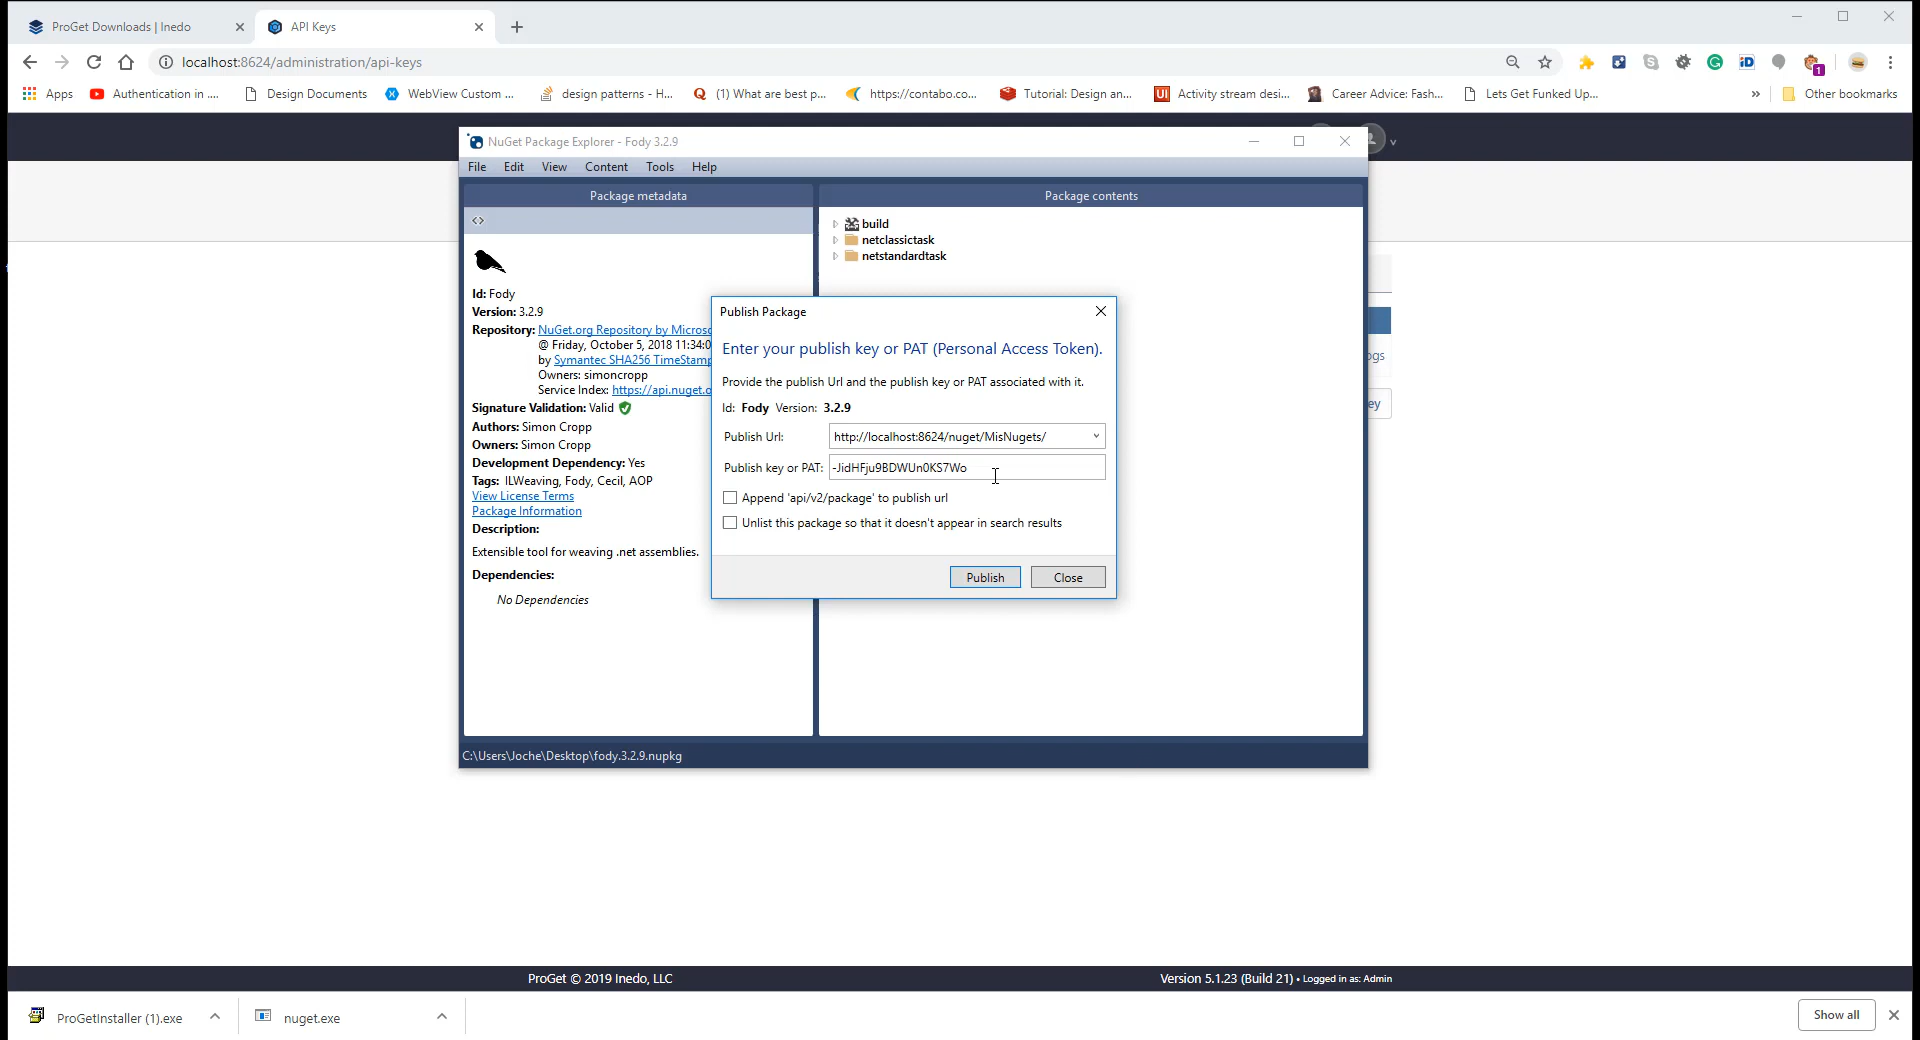 ProGet Downloads | Inedo
API Keys
localhost:8624/administration/api-keys
1
Apps
Authentication in ....
Design Documents
WebView Custom ...
design patterns - H...
(1) What are best p...
https://contabo.co...
Tutorial: Design an...
UI
Activity stream desi...
Career Advice: Fash...
Lets Get Funked Up...
»
Other bookmarks
NuGet Package Explorer - Fody 3.2.9
File
Edit
View
Content
Tools
Help
Package metadata
Package contents
<>
build
netclassictask
netstandardtask
Id: Fody
Version: 3.2.9
Repository: NuGet.org Repository by Microso
@ Friday, October 5, 2018 11:34:0
by Symantec SHA256 TimeStamp
Owners: simoncropp
Service Index: https://api.nuget.o
Signature Validation: Valid
Authors: Simon Cropp
Owners: Simon Cropp
Development Dependency: Yes
Tags: ILWeaving, Fody, Cecil, AOP
View License Terms
Package Information
Description:
Extensible tool for weaving .net assemblies.
Dependencies:
No Dependencies
Publish Package
Enter your publish key or PAT (Personal Access Token).
Provide the publish Url and the publish key or PAT associated with it.
Id: Fody Version: 3.2.9
Publish Url: http://localhost:8624/nuget/MisNugets/
Publish key or PAT: -JidHFju9BDWUn0KS7Wo
Append 'api/v2/package' to publish url
Unlist this package so that it doesn't appear in search results
Publish
Close
ogs
ey
C:\Users\Joche\Desktop\fody.3.2.9.nupkg
ProGet © 2019 Inedo, LLC
Version 5.1.23 (Build 21) • Logged in as: Admin
ProGetInstaller (1).exe
nuget.exe
Show all